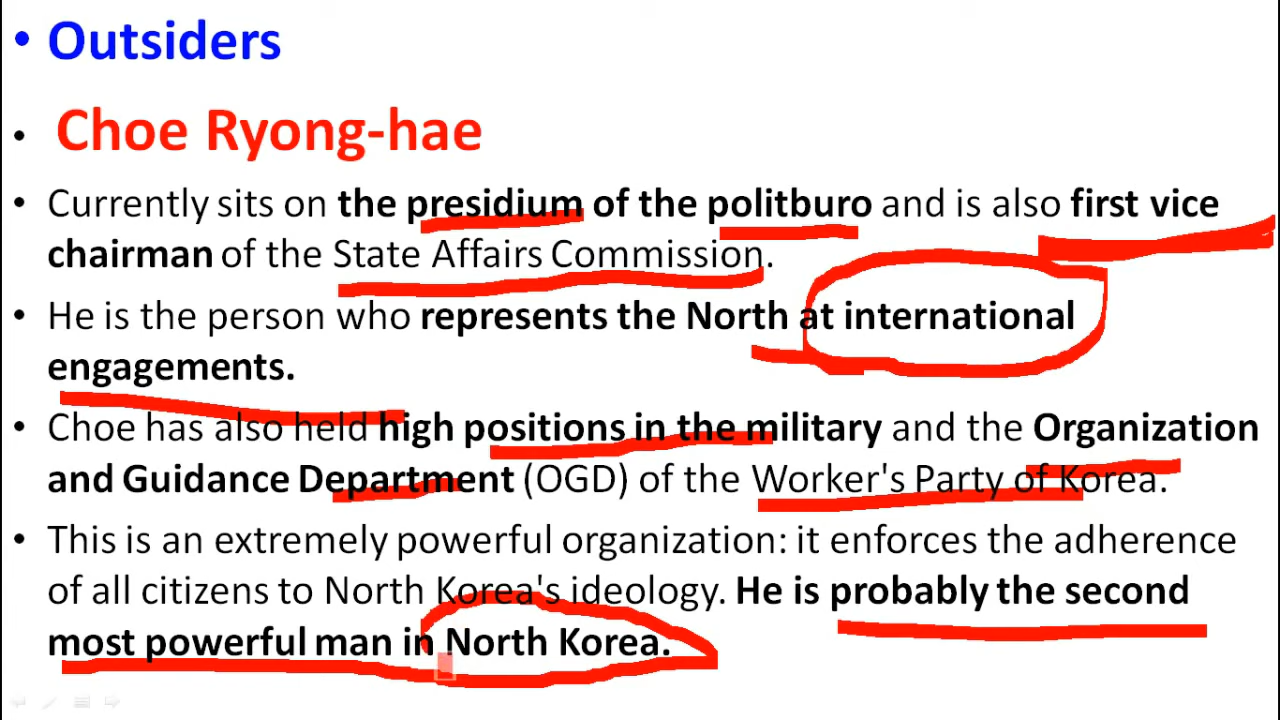 • Outsiders
• Choe Ryong-hae
• Currently sits on the presidium of the politburo and is also first vice
chairman of the State Affairs Commission.
• He is the person who represents the North at international
engagements.
• Choe has also held high positions in the military and the Organization
and Guidance Department (OGD) of the Worker's Party of Korea.
• This is an extremely powerful organization: it enforces the adherence
of all citizens to North Korea's ideology. He is probably the second
most powerful man in North Korea.